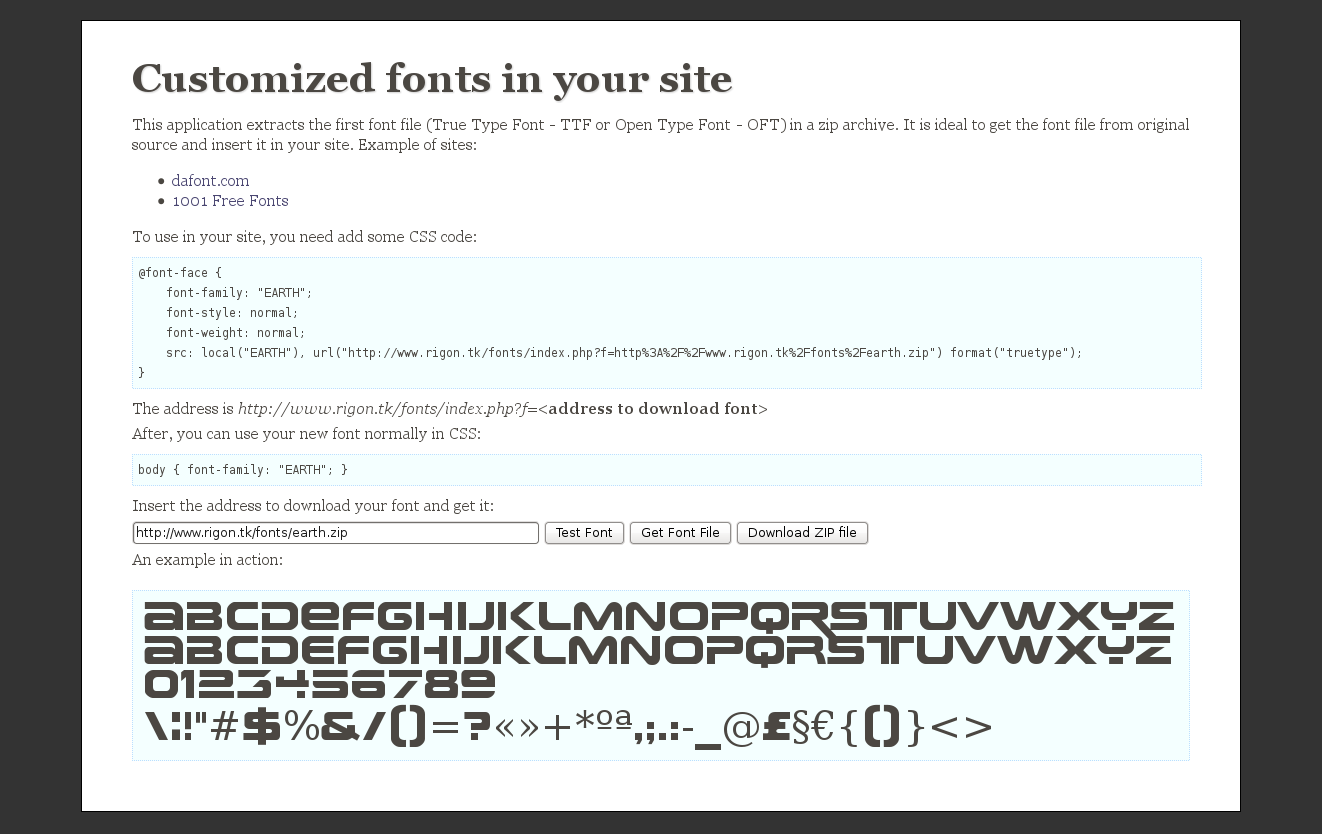 Customized fonts in your site
This application extracts the first font file (True Type Font - TTF or Open Type Font - OFT) in a zip archive. It is ideal to get the font file from original
source and insert it in your site. Example of sites:
• dafont.com
• 1001 Free Fonts
To use in your site, you need add some CSS code:
@font-face {
    font-family: "EARTH";
    font-style: normal;
    font-weight: normal;
    src: local("EARTH"), url("http://www.rigon.tk/fonts/index.php?f=http%3A%2F%2Fwww.rigon.tk%2Ffonts%2Fearth.zip") format("truetype");
}
The address is http://www.rigon.tk/fonts/index.php?f=<address to download font>
After, you can use your new font normally in CSS:
body { font-family: "EARTH"; }
Insert the address to download your font and get it:
http://www.rigon.tk/fonts/earth.zip Test Font Get Font File Download ZIP file
An example in action:
aBCDeFGHIJKLMNOPQRSTUVWXYZ
aBCDEFGHIJKLMNOPQRSTUVWXYZ
0123456789
\:!"#$%&/()=?«»+*ºª,;.:-_@£§€{()}<>